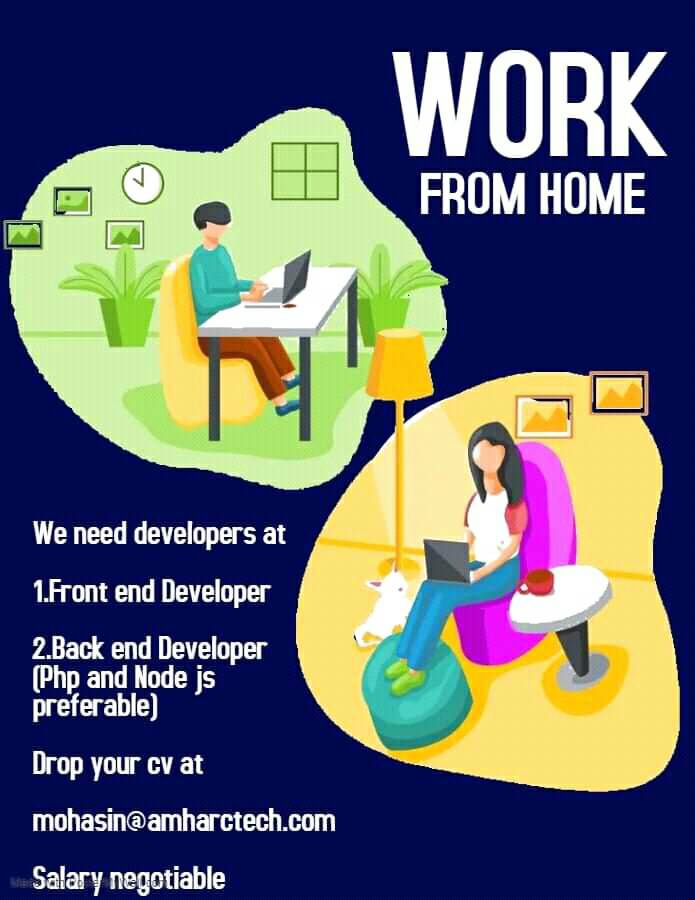 WORK
FROM HOME
We need developers at
1.Front end Developer
2.Back end Developer
(Php and Node js
preferable)
Drop your cv at
mohasin@amharctech.com
Salary negotiable